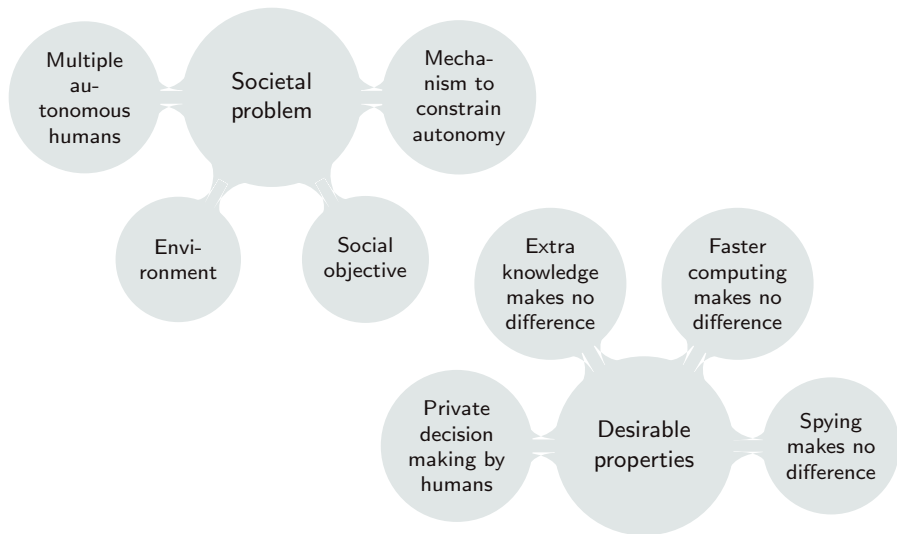 Multiple
au-
tonomous
humans
Societal
problem
Mecha-
nism to
constrain
autonomy
Envi-
ronment
Social
objective
Extra
knowledge
makes no
difference
Faster
computing
makes no
difference
Private
decision
making by
humans
Desirable
properties
Spying
makes no
difference